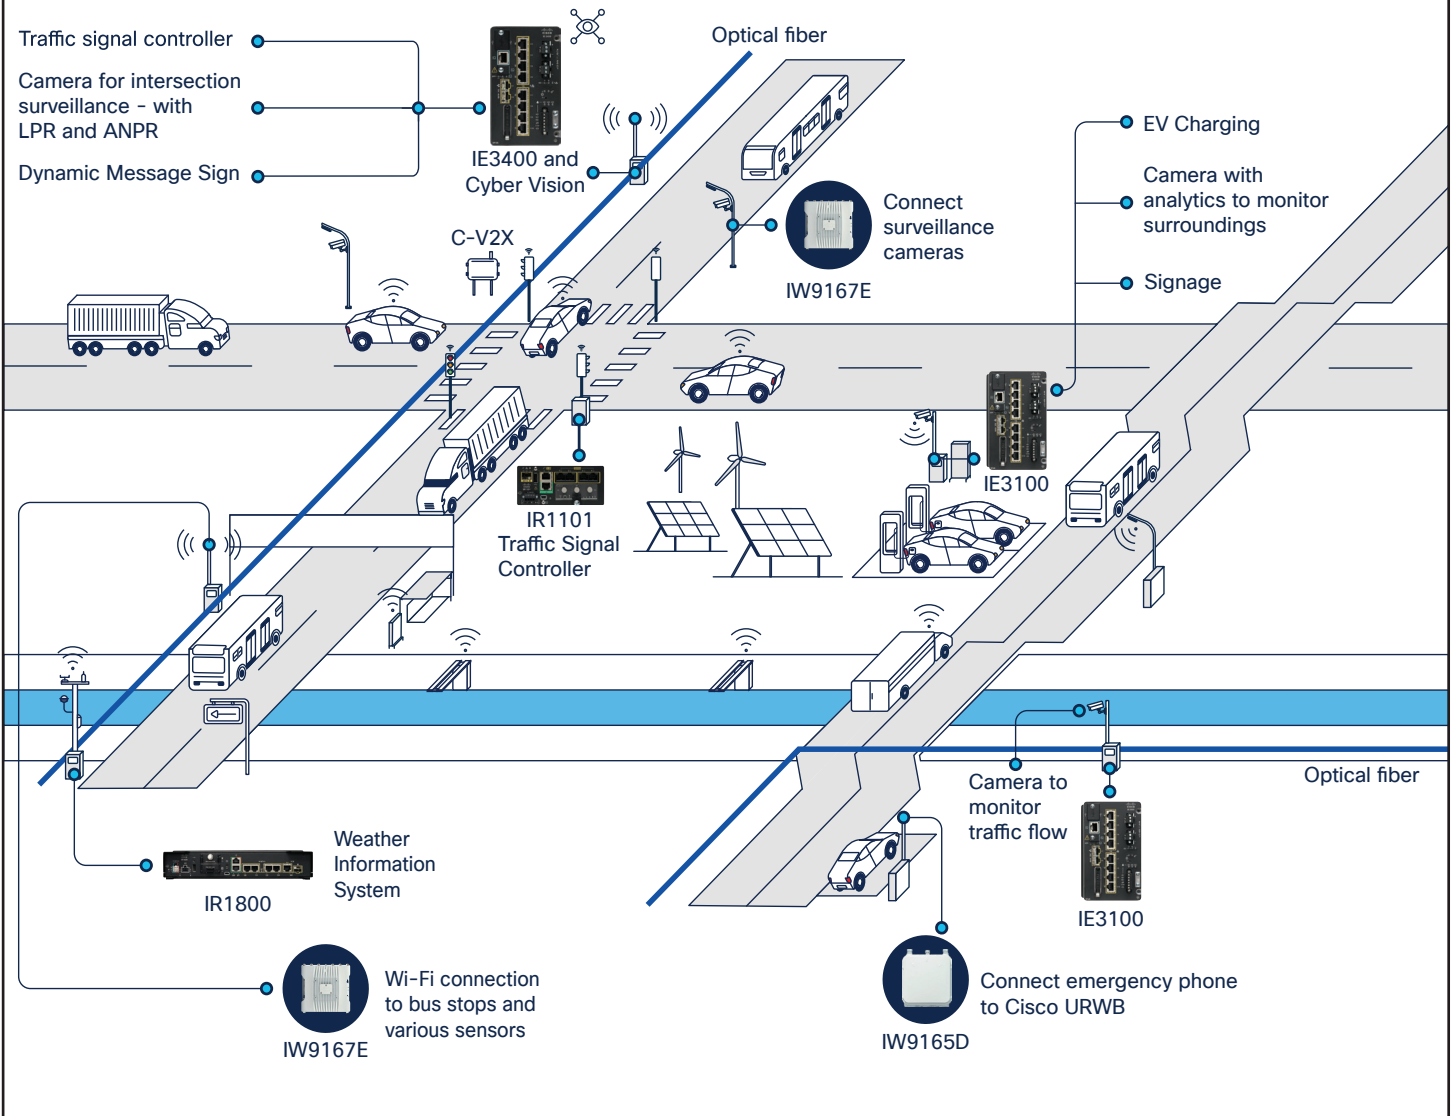 Traffic signal controller
Camera for intersection
surveillance - with
LPR and ANPR
Dynamic Message Sign
IE3400 and
Cyber Vision
Optical fiber
Connect
surveillance
cameras
IW9167E
C-V2X
EV Charging
Camera with
analytics to monitor
surroundings
Signage
IE3100
IR1101
Traffic Signal
Controller
Optical fiber
Camera to
monitor
traffic flow
IE3100
Weather
Information
System
IR1800
Wi-Fi connection
to bus stops and
various sensors
IW9167E
Connect emergency phone
to Cisco URWB
IW9165D